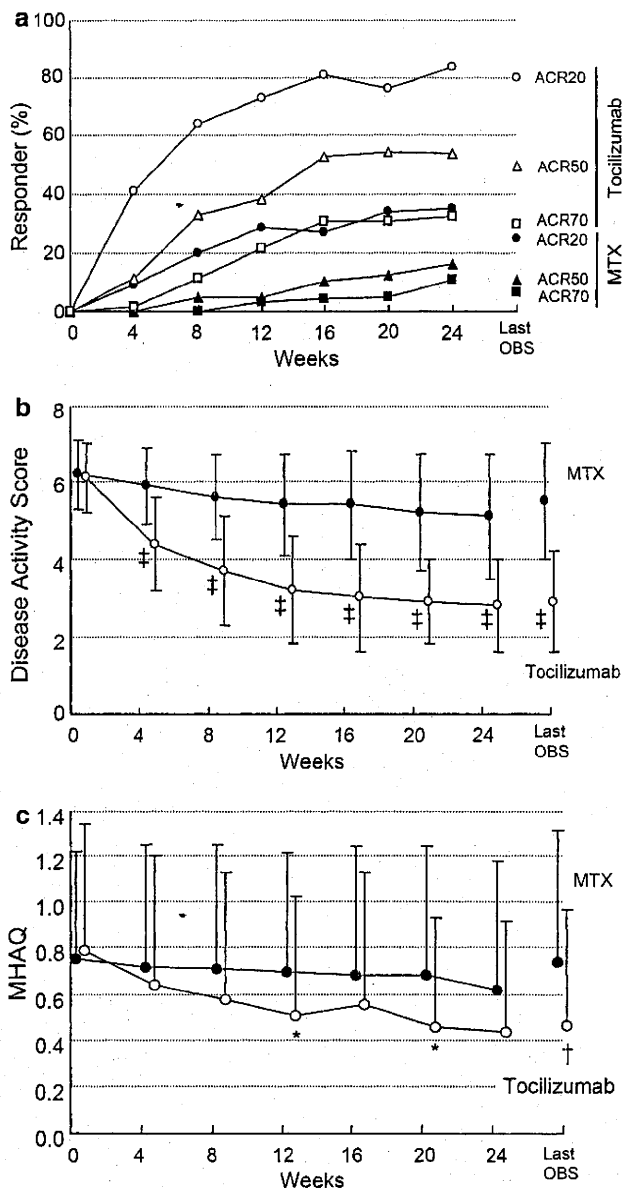 a
100
80
60
40
20
0
Responder (%)
0 4 8 12 16 20 24 Last OBS
Weeks
ACR20
ACR50
ACR70
Tocilizumab
ACR20
ACR50
ACR70
MTX
b
8
6
4
2
0
Disease Activity Score
MTX
‡ ‡ ‡ ‡ ‡ ‡ ‡
Tocilizumab
0 4 8 12 16 20 24 Last OBS
Weeks
c
1.4
1.2
1.0
0.8
0.6
0.4
0.2
0.0
MHAQ
MTX
* * †
Tocilizumab
0 4 8 12 16 20 24 Last OBS
Weeks